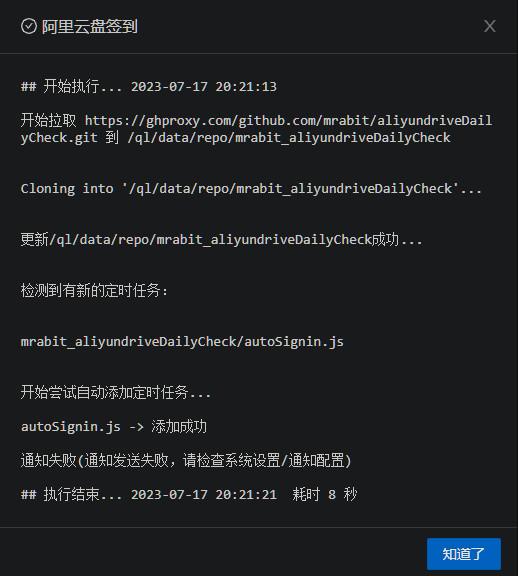 阿里云盘签到
## 开始执行... 2023-07-17 20:21:13
开始拉取 https://ghproxy.com/github.com/mrabit/aliyundriveDail
yCheck.git 到 /ql/data/repo/mrabit_aliyundriveDailyCheck
Cloning into '/ql/data/repo/mrabit_aliyundriveDailyCheck'...
更新/ql/data/repo/mrabit_aliyundriveDailyCheck成功...
检测到有新的定时任务:
mrabit_aliyundriveDailyCheck/autoSignin.js
开始尝试自动添加定时任务...
autoSignin.js -> 添加成功
通知失败(通知发送失败，请检查系统设置/通知配置)
## 执行结束... 2023-07-17 20:21:21  耗时 8 秒
知道了